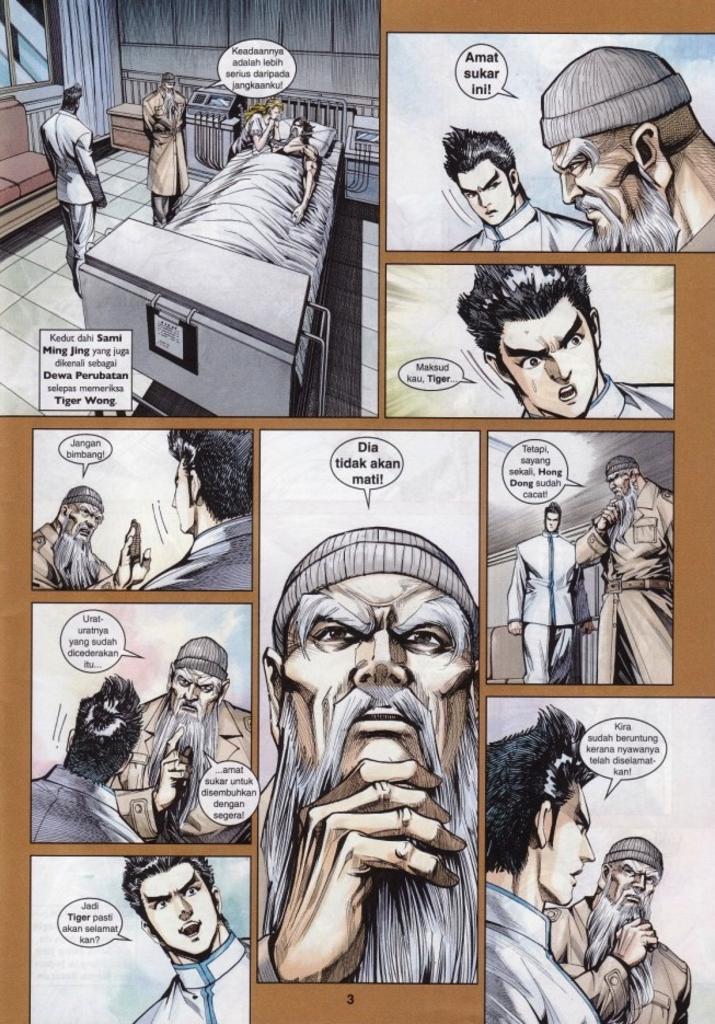 Keadaannya
adalah lebih
serius daripada
jangkaanku!
Kedut dahi Sami
Ming Jing yang juga
dikenali sebagai
Dewa Perubatan
selepas memeriksa
Tiger Wong.
Amat
sukar
ini!
Maksud
kau, Tiger...
Jangan
bimbang!
Dia
tidak akan
mati!
Tetapi,
sayang
sekali, Hong
Dong sudah
cacat!
Urat-
uratnya
yang sudah
dicederakan
itu...
...amat
sukar untuk
disembuhkan
dengan
segera!
Kira
sudah beruntung
kerana nyawanya
telah diselamat-
kan!
Jadi
Tiger pasti
akan selamat,
kan?
3